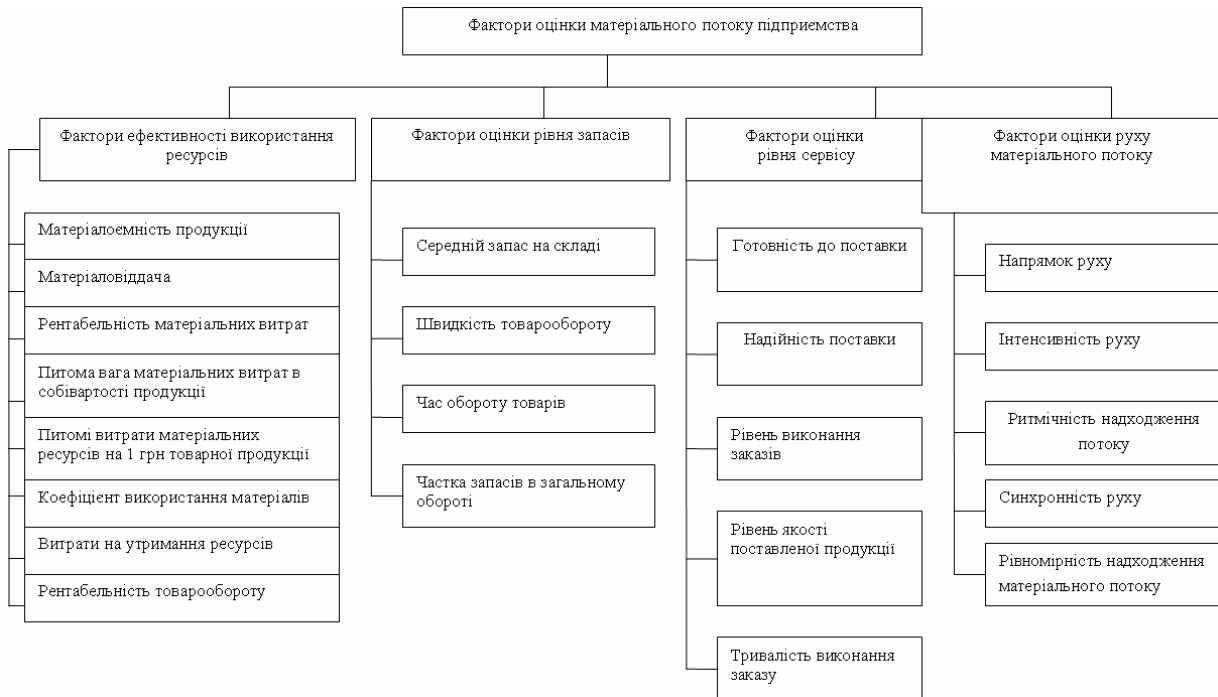 Фактори оцінки матеріального потоку підприємства
Фактори ефективності використання
ресурсів
Матеріалоемність продукції
Матеріаловіддача
Рентабельність матеріальних витрат
Питома вага матеріальних витрат в
собівартості продукції
Питомі витрати матеріальних
ресурсів на 1 грн товарної продукції
Коефіцієнт використання матеріалів
Витрати на утримання ресурсів
Рентабельність товарообороту
Фактори оцінки рівня запасів
Середній запас на складі
Швидкість товарообороту
Час обороту товарів
Частка запасів в загальному
обороті
Фактори оцінки
рівня сервісу
Готовність до поставки
Надійність поставки
Рівень виконання
заказів
Рівень якості
поставленої продукції
Тривалість виконання
заказу
Фактори оцінки руху
матеріального потоку
Напрямок руху
Інтенсивність руху
Ритмічність надходження
потоку
Синхронність руху
Рівномірність надходження
матеріального потоку